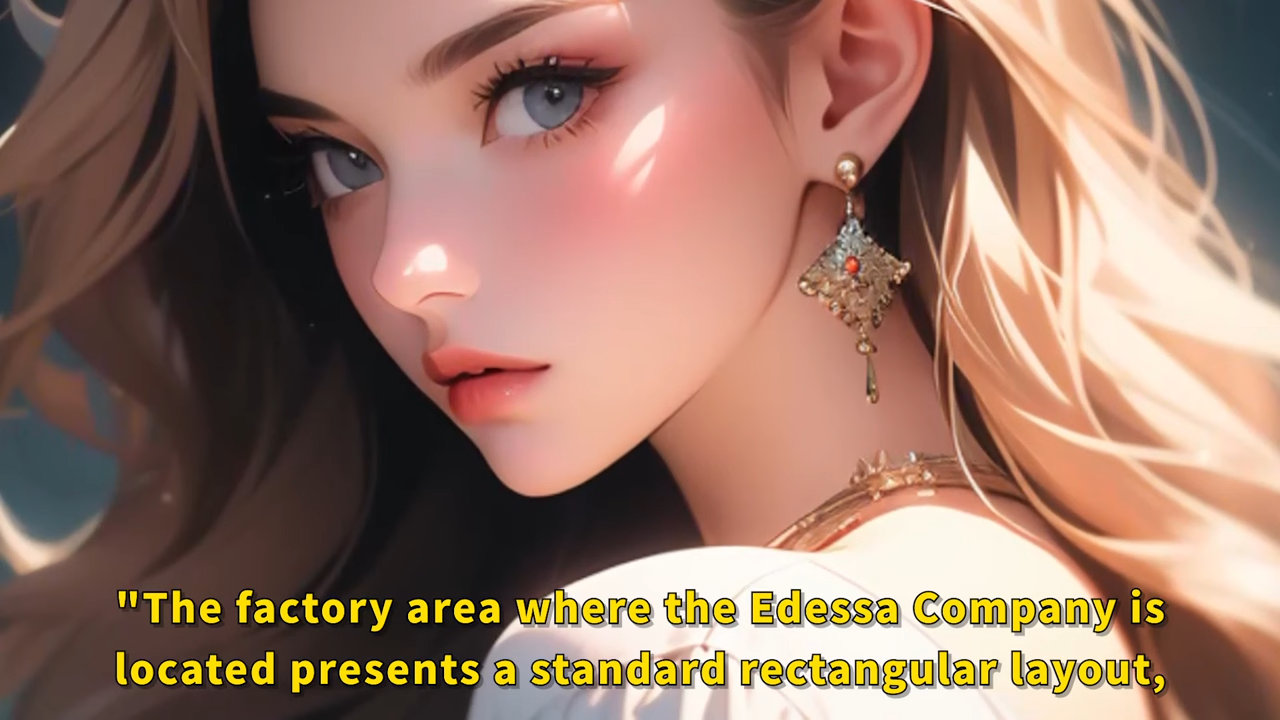 "The factory area where the Edessa Company is
located presents a standard rectangular layout,